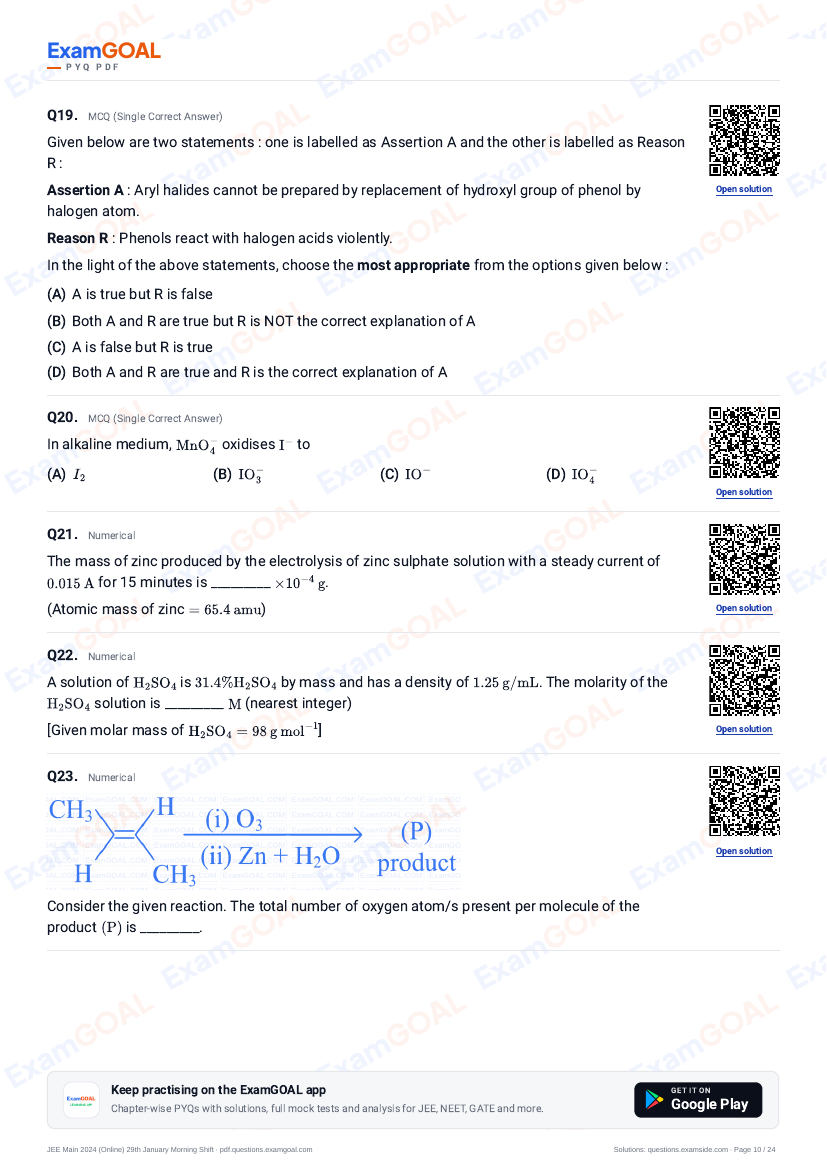 ExamGOAL
PYQ PDF
Q19. MCQ (Single Correct Answer)
Given below are two statements : one is labelled as Assertion A and the other is labelled as Reason
R :
Assertion A : Aryl halides cannot be prepared by replacement of hydroxyl group of phenol by
halogen atom.
Reason R : Phenols react with halogen acids violently.
In the light of the above statements, choose the most appropriate from the options given below :
(A) A is true but R is false
(B) Both A and R are true but R is NOT the correct explanation of A
(C) A is false but R is true
(D) Both A and R are true and R is the correct explanation of A
Open solution
Q20. MCQ (Single Correct Answer)
In alkaline medium, MnO₄⁻ oxidises I⁻ to
(A) I₂ (B) IO₃⁻ (C) IO⁻ (D) IO₄⁻
Open solution
Q21. Numerical
The mass of zinc produced by the electrolysis of zinc sulphate solution with a steady current of
0.015 A for 15 minutes is ________ ×10⁻⁴ g.
(Atomic mass of zinc = 65.4 amu)
Open solution
Q22. Numerical
A solution of H₂SO₄ is 31.4%H₂SO₄ by mass and has a density of 1.25 g/mL. The molarity of the
H₂SO₄ solution is ________ M (nearest integer)
[Given molar mass of H₂SO₄ = 98 g mol⁻¹]
Open solution
Q23. Numerical
CH₃ H
(i) O₃
(ii) Zn + H₂O
(P)
product
H CH₃
Open solution
Consider the given reaction. The total number of oxygen atom/s present per molecule of the
product (P) is ________.
Keep practising on the ExamGOAL app
Chapter-wise PYQs with solutions, full mock tests and analysis for JEE, NEET, GATE and more.
GET IT ON
Google Play
JEE Main 2024 (Online) 29th January Morning Shift · pdf.questions.examgoal.com
Solutions: questions.examside.com · Page 10 / 24